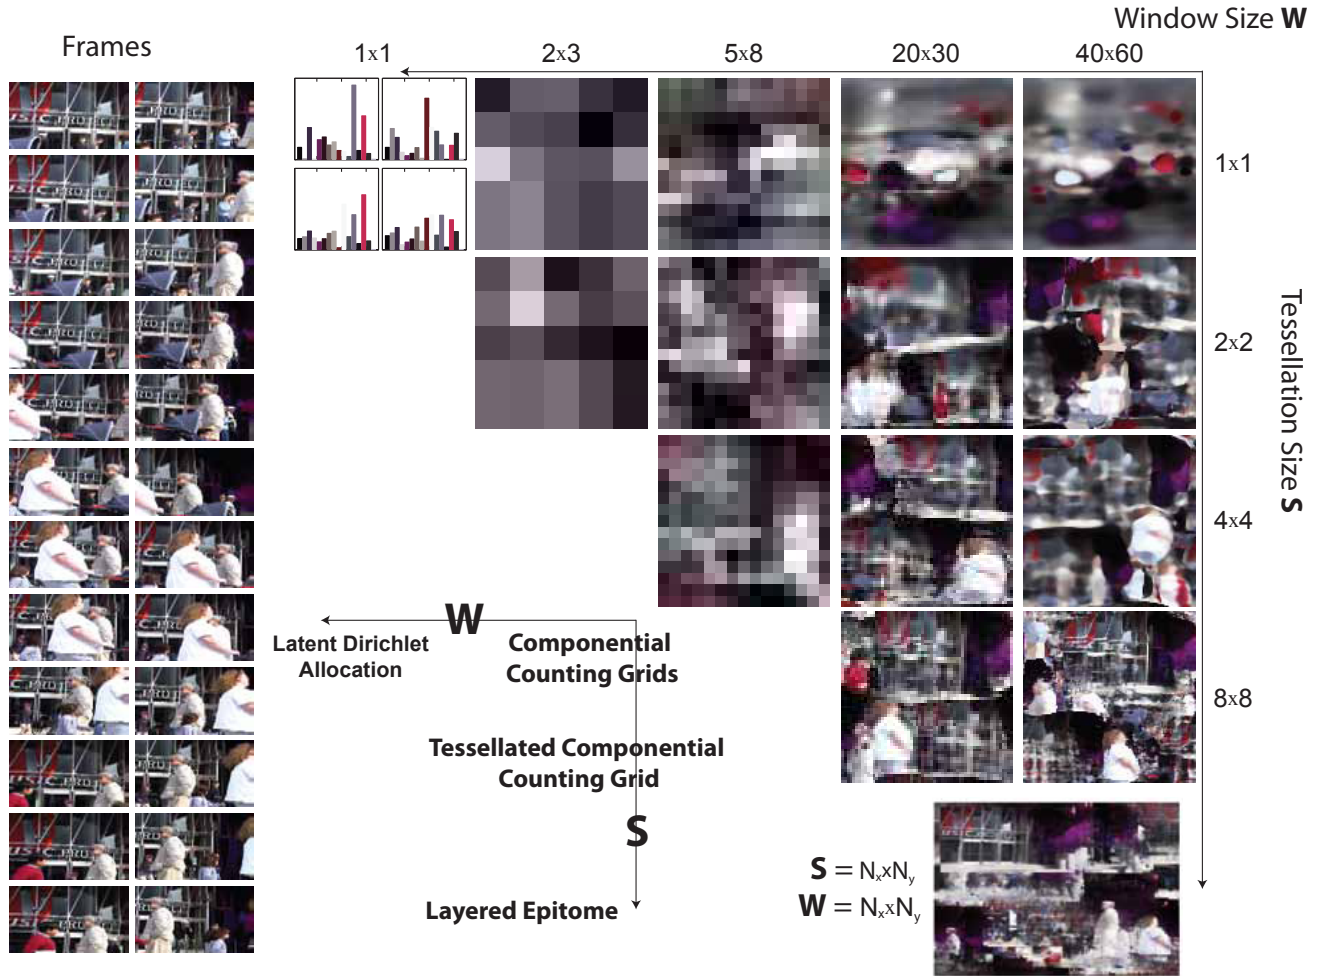 Window Size W
Frames
1x1
2x3
5x8
20x30
40x60
1x1
2x2
4x4
8x8
Tessellation Size S
W
Latent Dirichlet
Allocation
Componential
Counting Grids
Tessellated Componential
Counting Grid
S
Layered Epitome
S = NxxNy
W = NxxNy